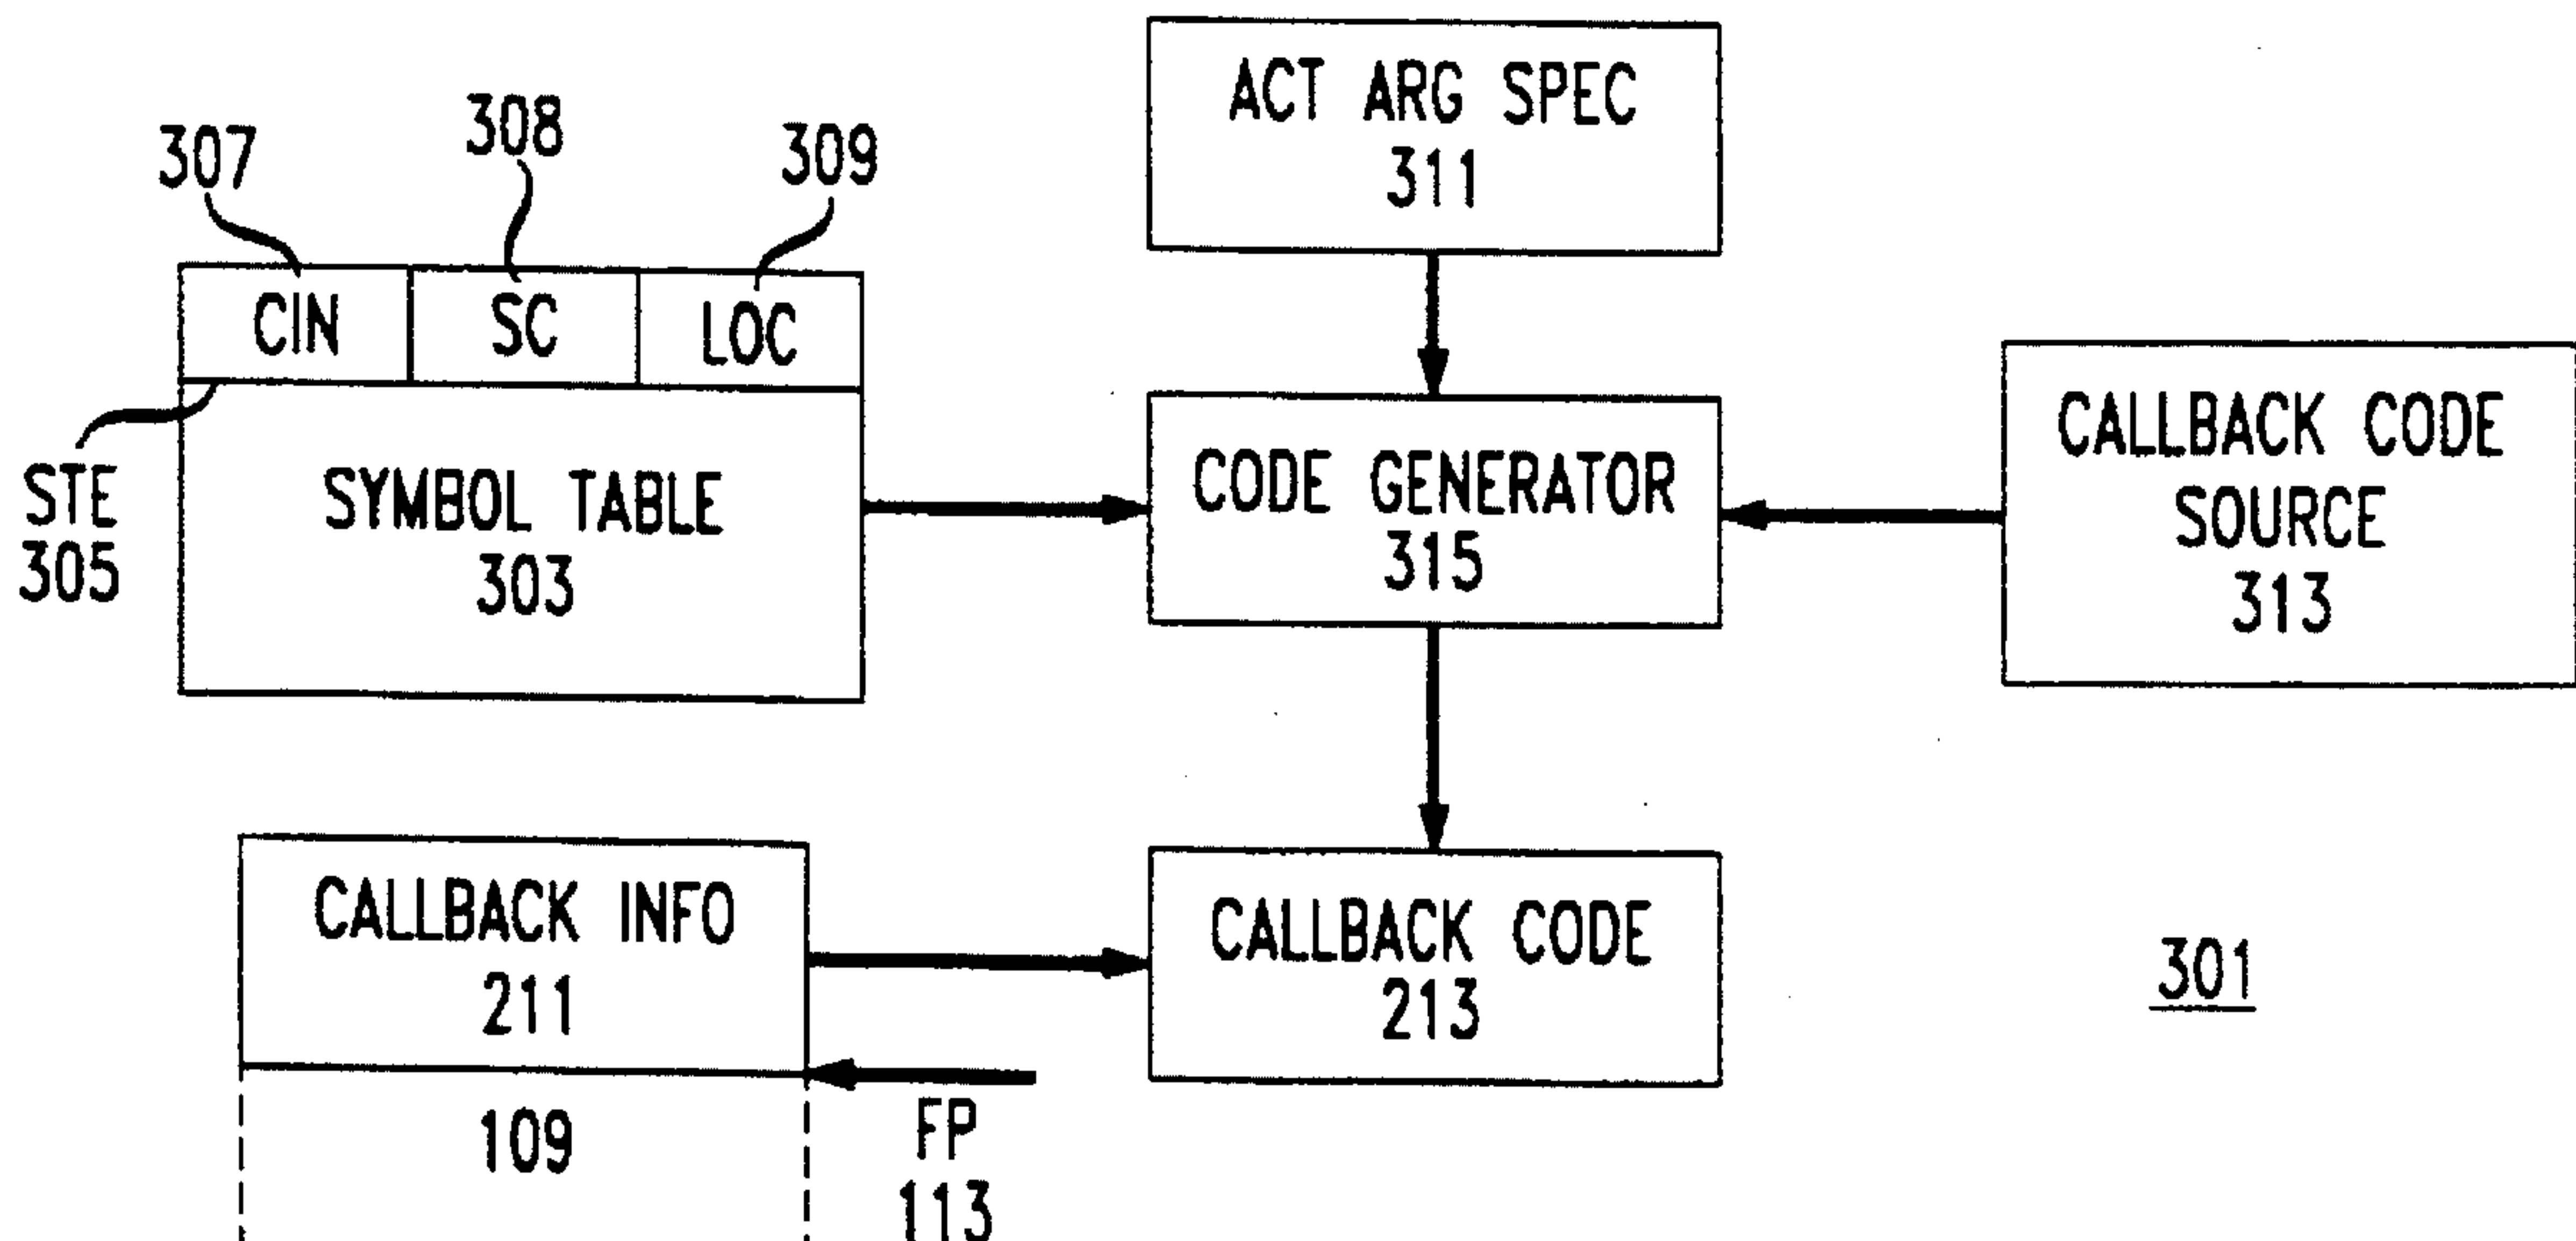 ACT ARG SPEC
311
307
308
309
CIN
SC
LOC
STE
305
SYMBOL TABLE
303
CODE GENERATOR
315
CALLBACK CODE
SOURCE
313
CALLBACK INFO
211
CALLBACK CODE
213
301
109
FP
113